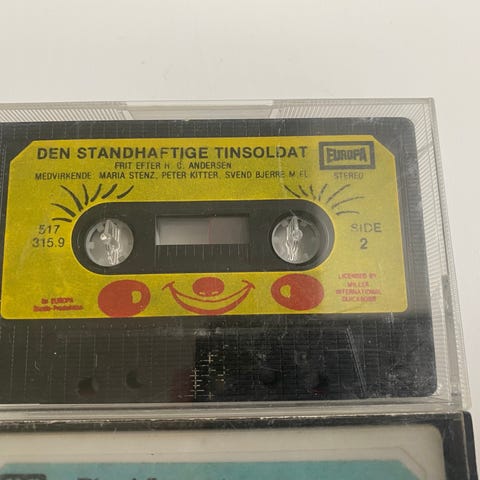 DEN STANDHAFTIGE TINSOLDAT
EUROPA
FRIT EFTER H. C. ANDERSEN
MEDVIRKENDE: MARIA STENZ, PETER KITTER, SVEND BJERRE M.FL
STEREO
517
315.9
SIDE
2
EUROPA
LICENSED BY
MILLER
INTERNATIONAL